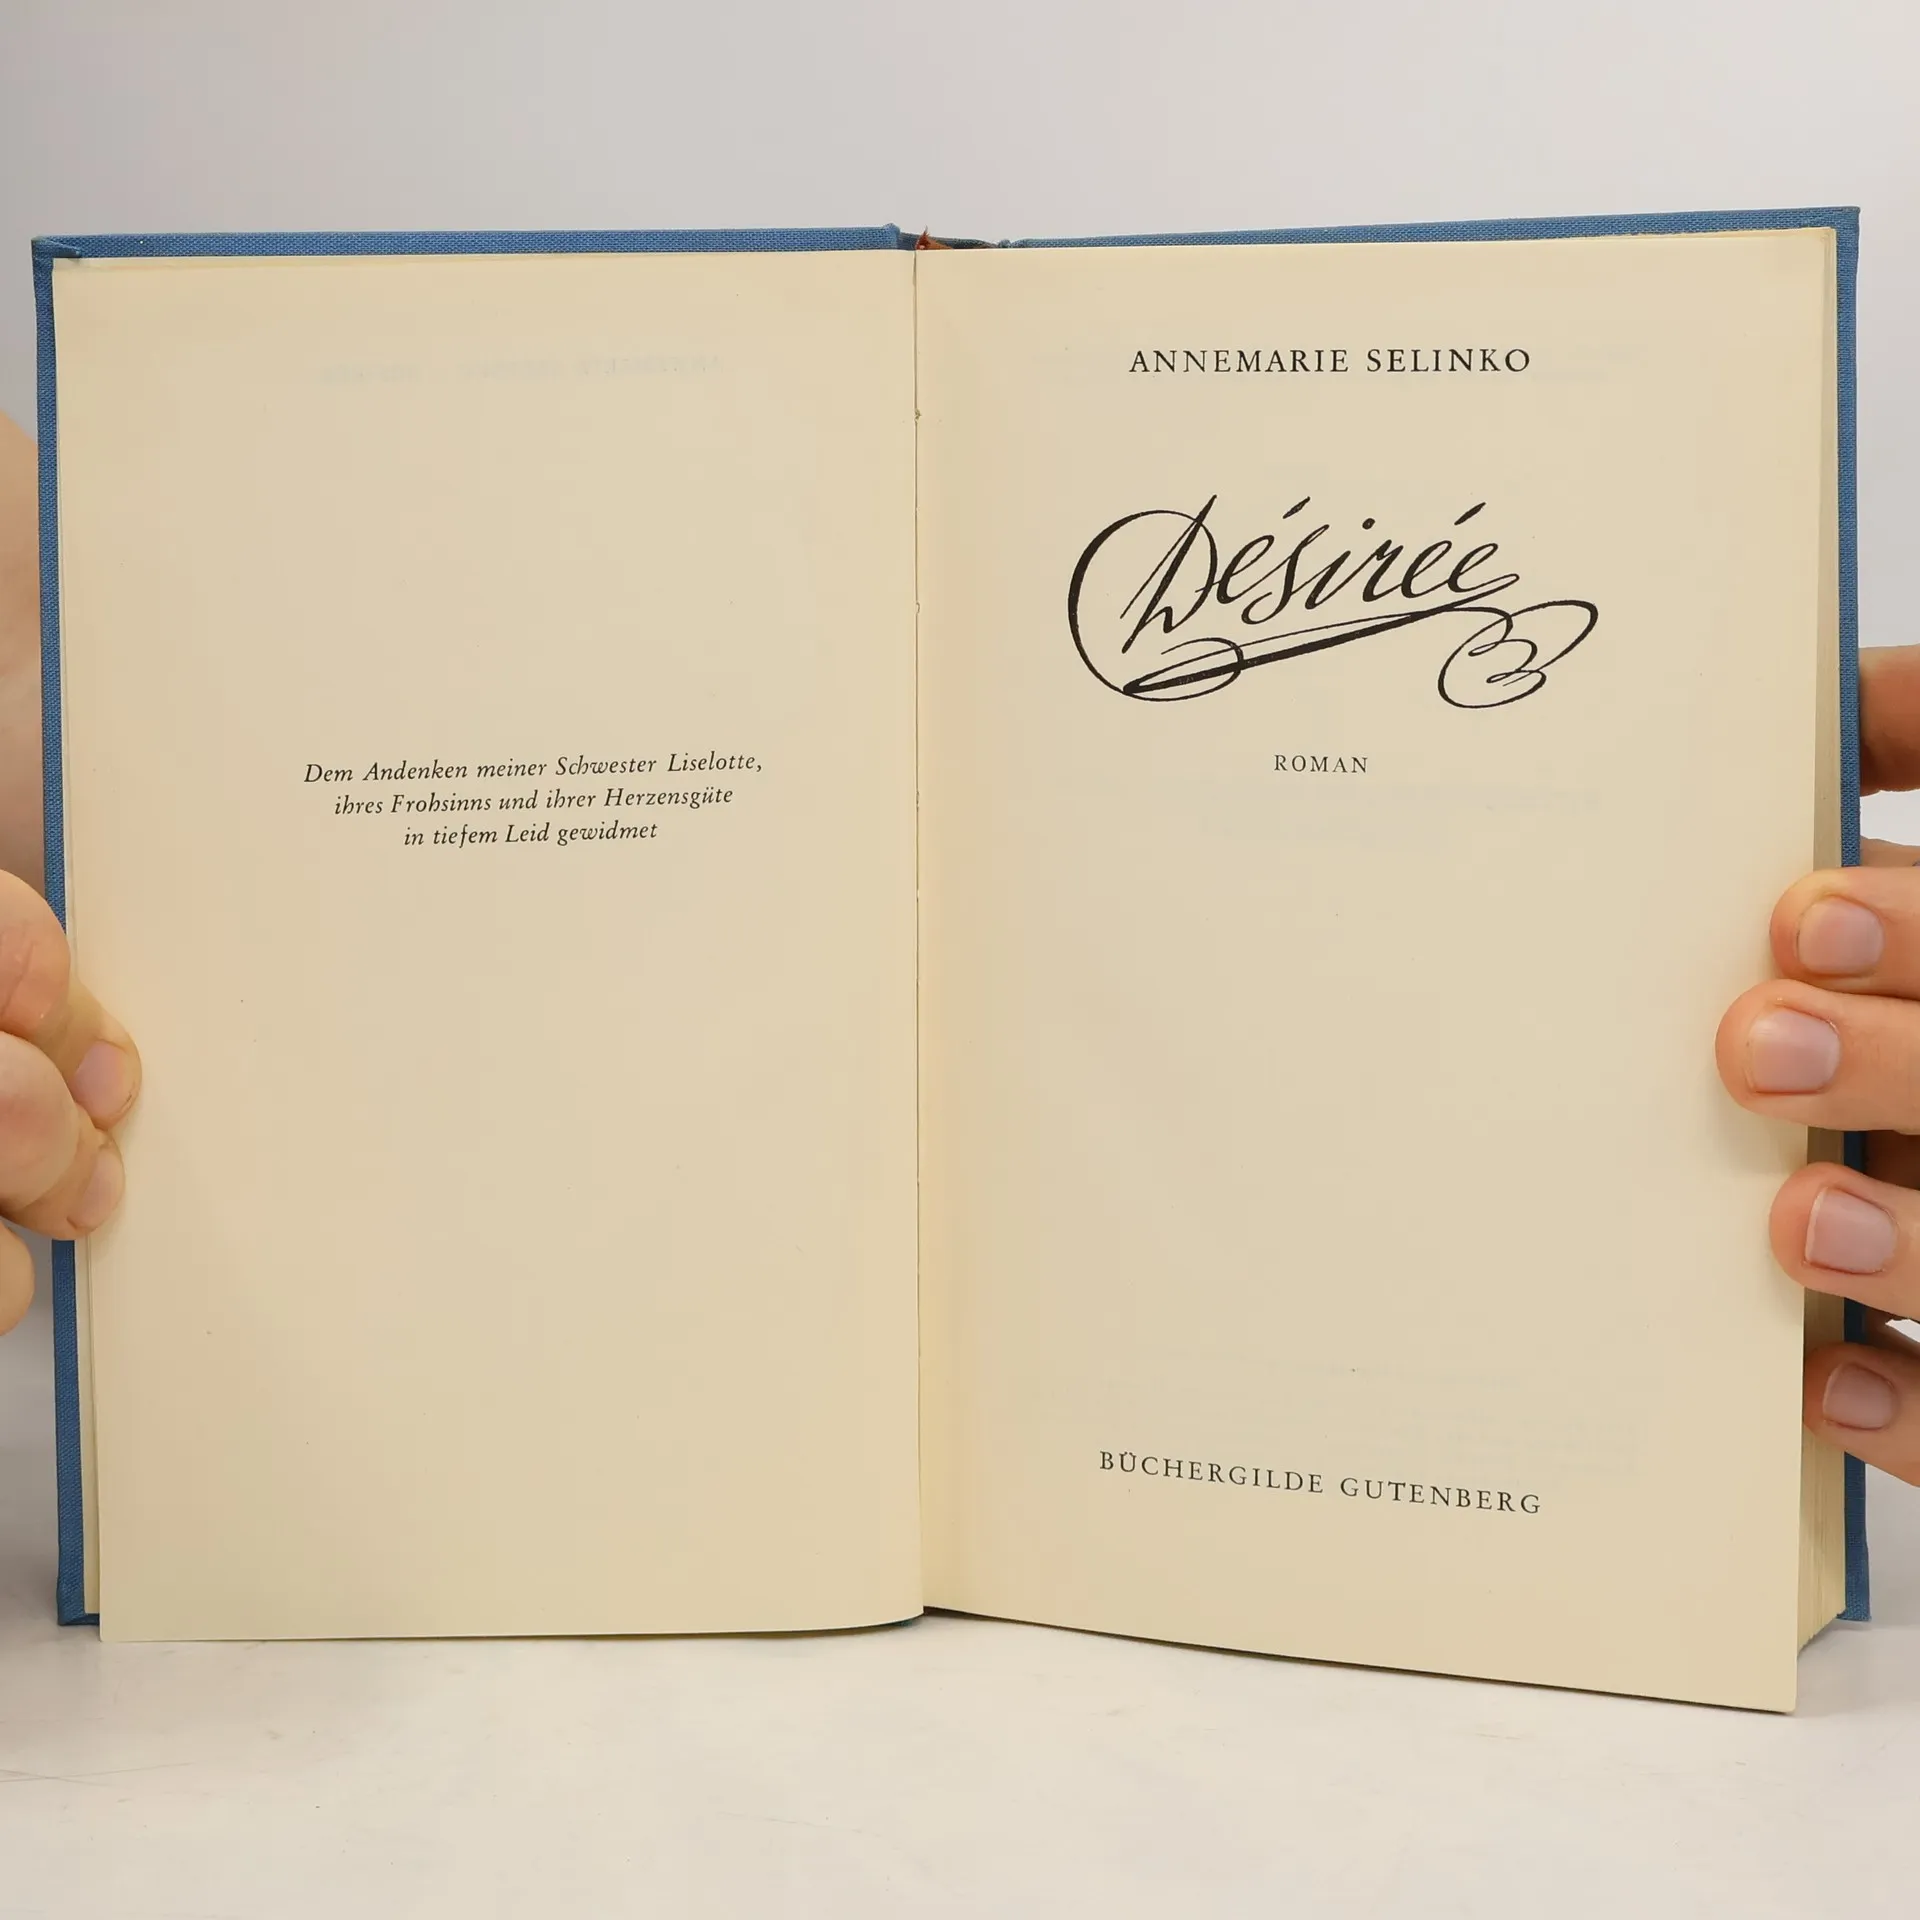 Dem Andenken meiner Schwester Liselotte,
ihres Frohsinns und ihrer Herzensgüte
in tiefem Leid gewidmet
ANNEMARIE SELINKO
Désirée
ROMAN
BÜCHERGILDE GUTENBERG